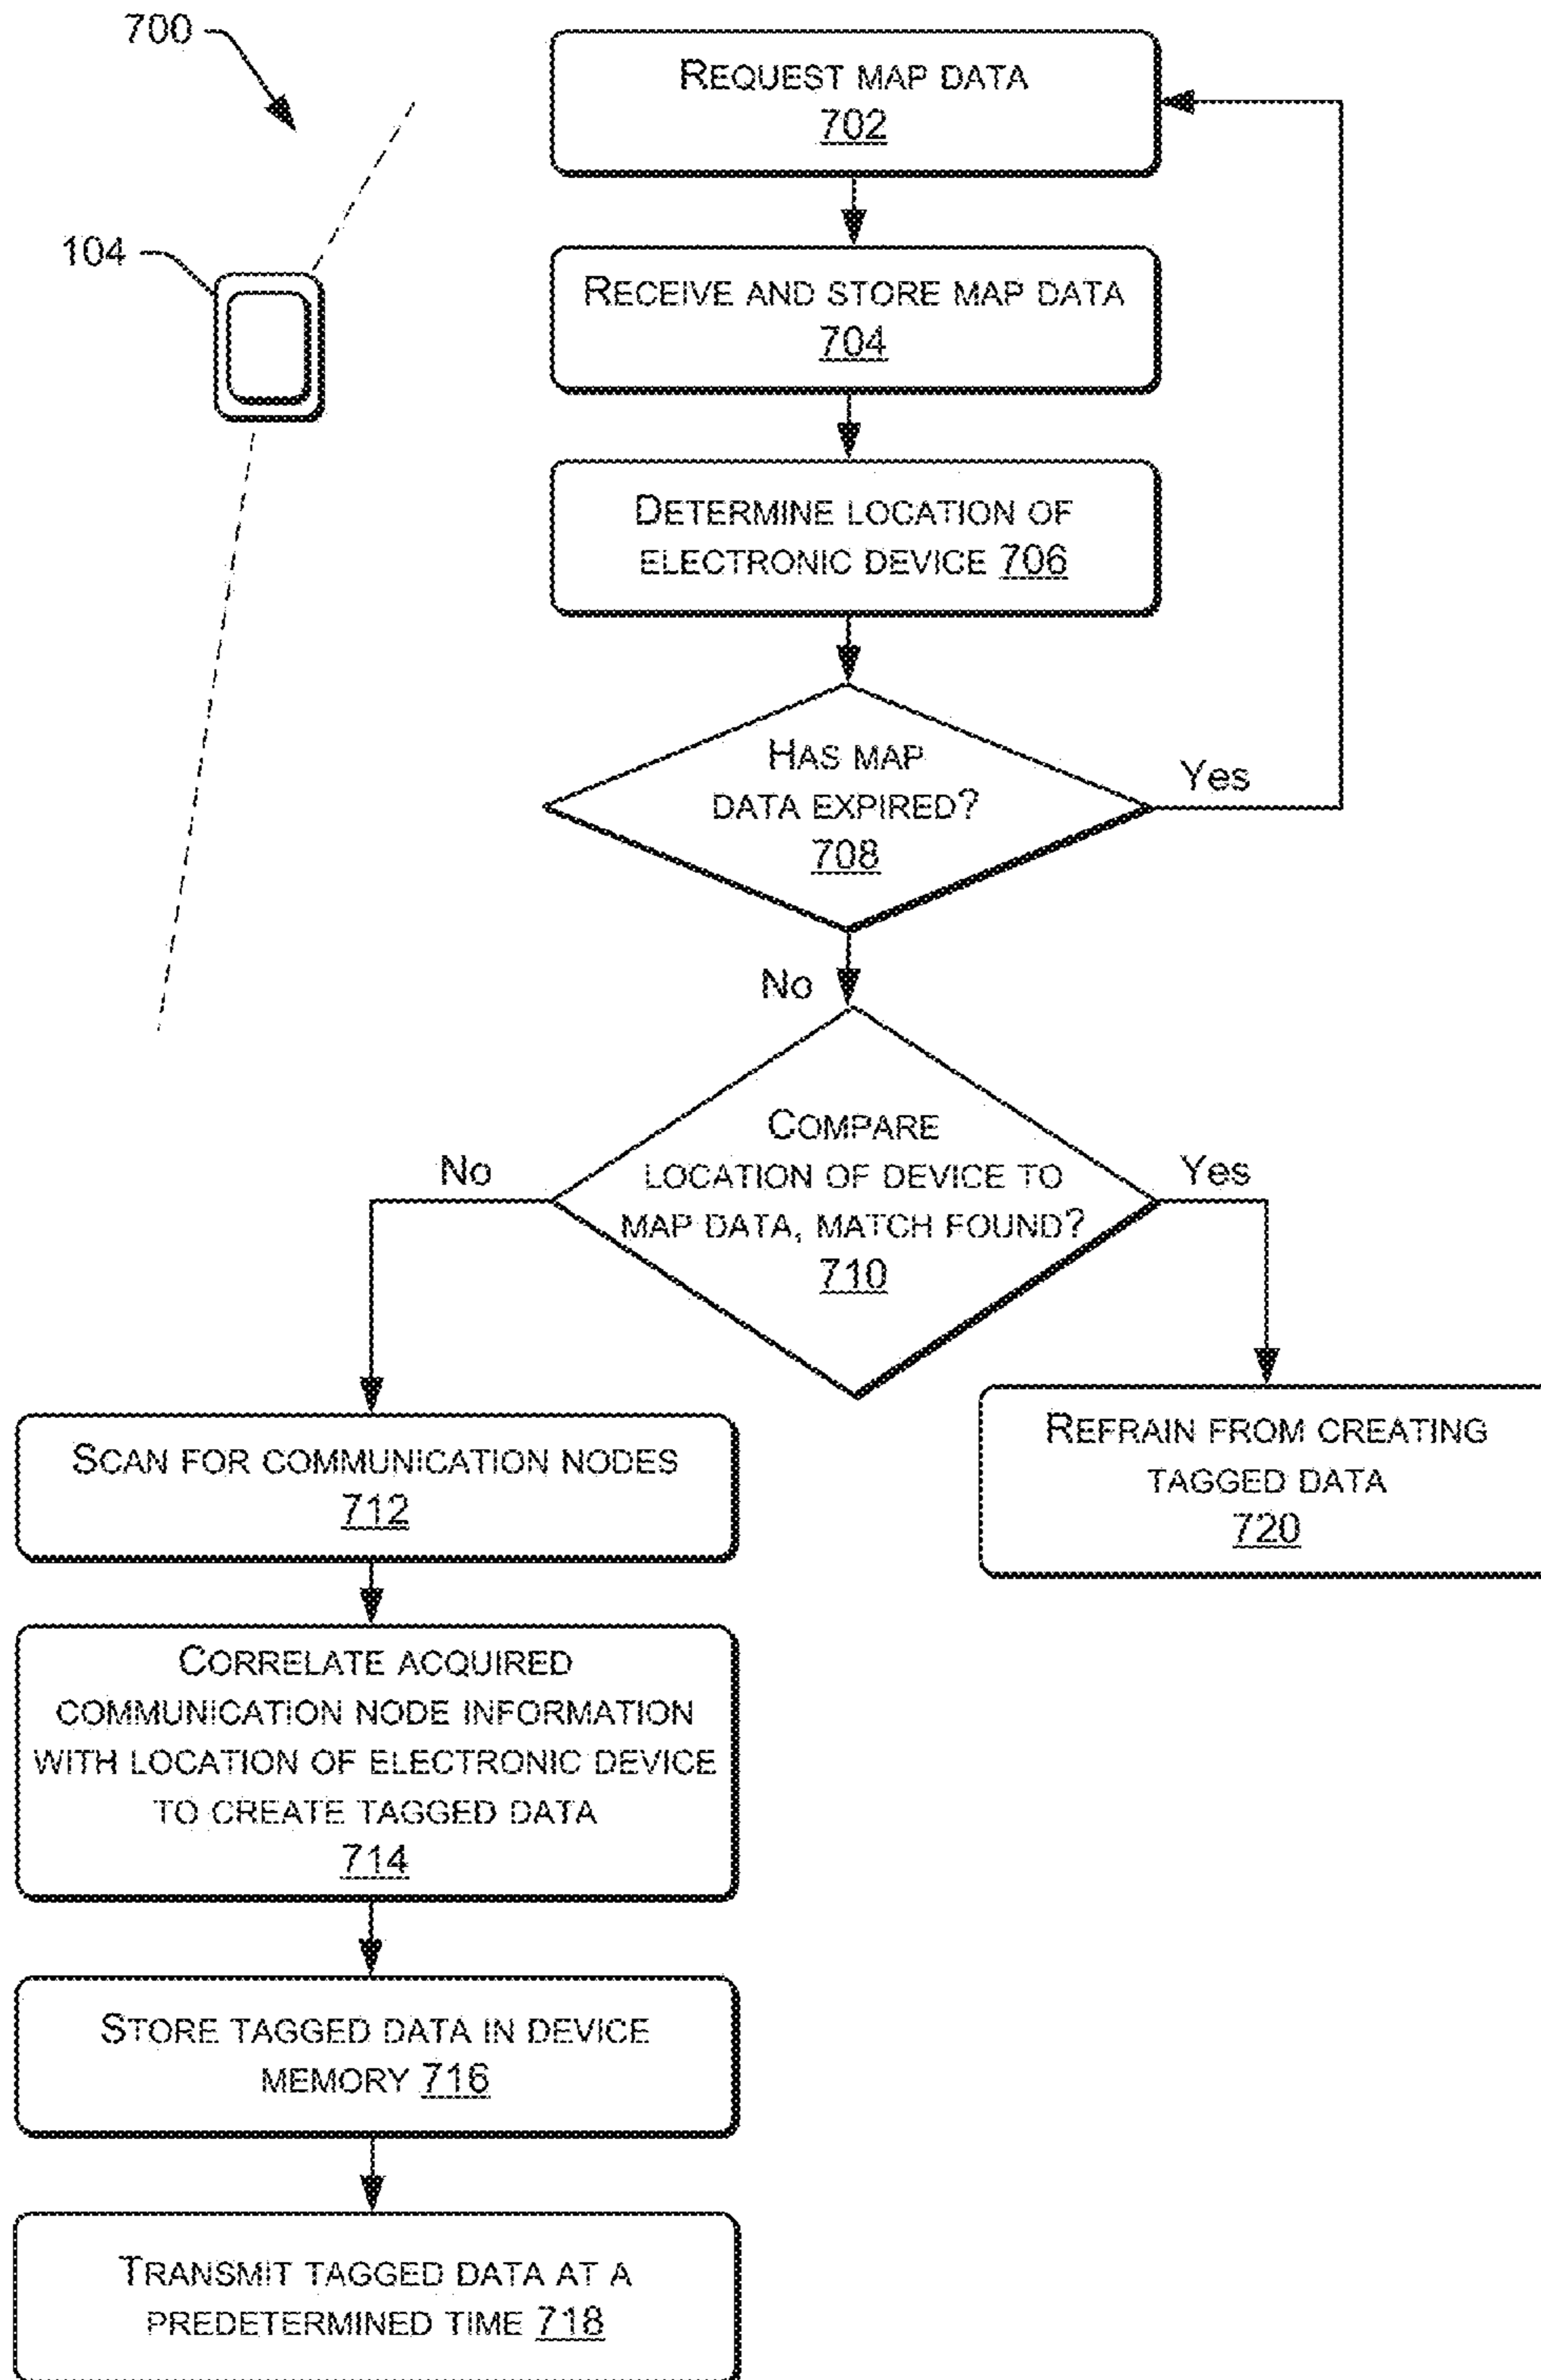 700
REQUEST MAP DATA
702
104
RECEIVE AND STORE MAP DATA
704
DETERMINE LOCATION OF
ELECTRONIC DEVICE 706
HAS MAP
DATA EXPIRED?
708
Yes
No
COMPARE
LOCATION OF DEVICE TO
MAP DATA, MATCH FOUND?
710
No
Yes
SCAN FOR COMMUNICATION NODES
712
REFRAIN FROM CREATING
TAGGED DATA
720
CORRELATE ACQUIRED
COMMUNICATION NODE INFORMATION
WITH LOCATION OF ELECTRONIC DEVICE
TO CREATE TAGGED DATA
714
STORE TAGGED DATA IN DEVICE
MEMORY 716
TRANSMIT TAGGED DATA AT A
PREDETERMINED TIME 718